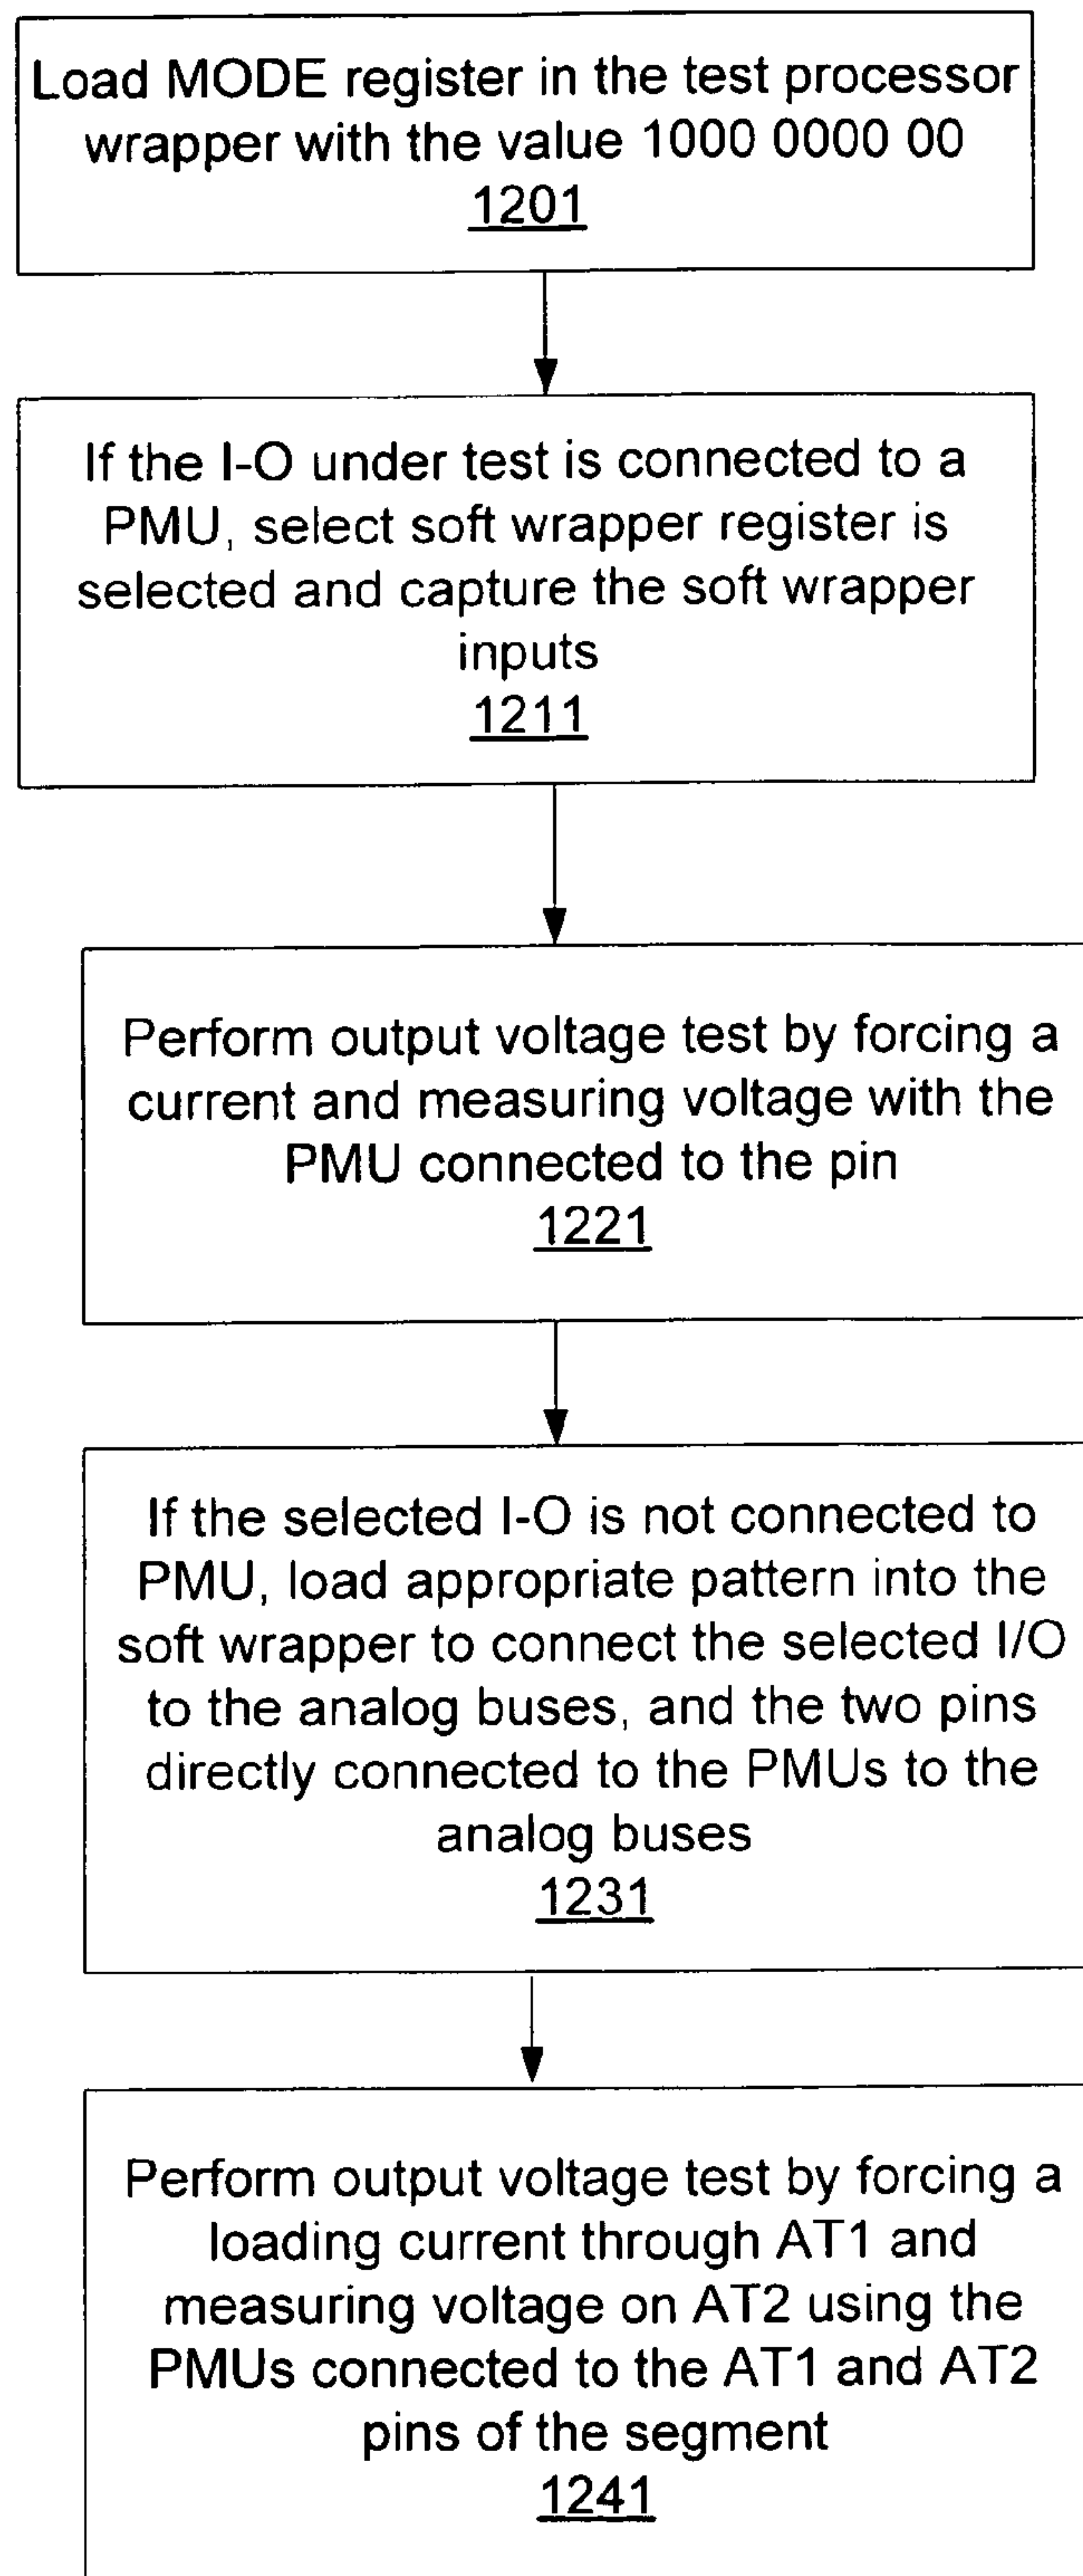 Load MODE register in the test processor
wrapper with the value 1000 0000 00
1201
If the I-O under test is connected to a
PMU, select soft wrapper register is
selected and capture the soft wrapper
inputs
1211
Perform output voltage test by forcing a
current and measuring voltage with the
PMU connected to the pin
1221
If the selected I-O is not connected to
PMU, load appropriate pattern into the
soft wrapper to connect the selected I/O
to the analog buses, and the two pins
directly connected to the PMUs to the
analog buses
1231
Perform output voltage test by forcing a
loading current through AT1 and
measuring voltage on AT2 using the
PMUs connected to the AT1 and AT2
pins of the segment
1241